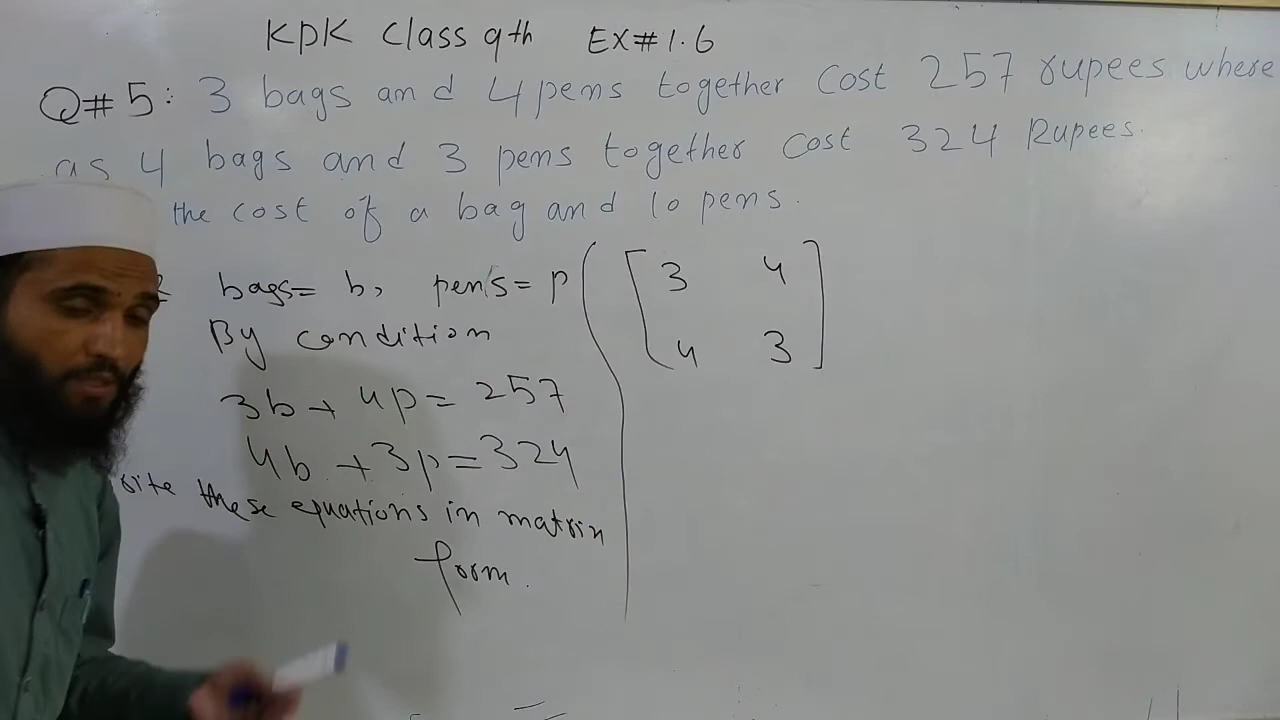 KPK Class 9th EX#1.6
Q#5: 3 bags and 4 pens together cost 257 rupees where
as 4 bags and 3 pens together cost 324 Rupees.
the cost of a bag and 10 pens.
bags= b, pens= p
By condition
3b+ 4p= 257
4b +3p=324
these equations in matrix
form.
3 4
4 3